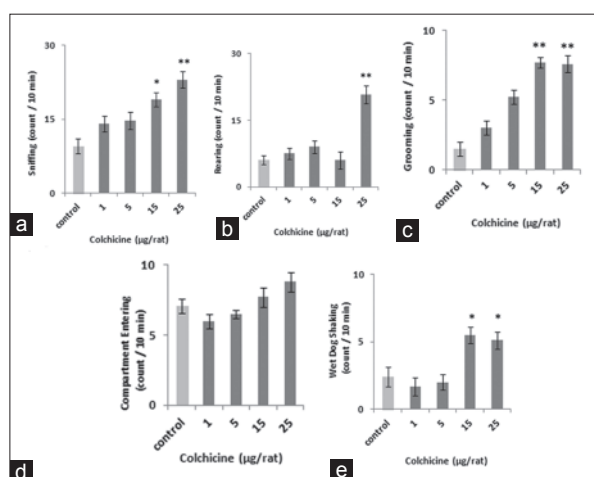 30
15
0
Sniffing (count / 10 min)
*
**
control
1
5
15
25
Colchicine (µg/rat)
a
30
15
0
Rearing (count / 10 min)
**
control
1
5
15
25
Colchicine (µg/rat)
b
10
5
0
Grooming (count / 10 min)
**
**
control
1
5
15
25
Colchicine (µg/rat)
c
10
5
0
Compartment Entering
(count / 10 min)
control
1
5
15
25
Colchicine (µg/rat)
d
10
5
0
Wet Dog Shaking
(count / 10 min)
*
*
control
1
5
15
25
Colchicine (µg/rat)
e